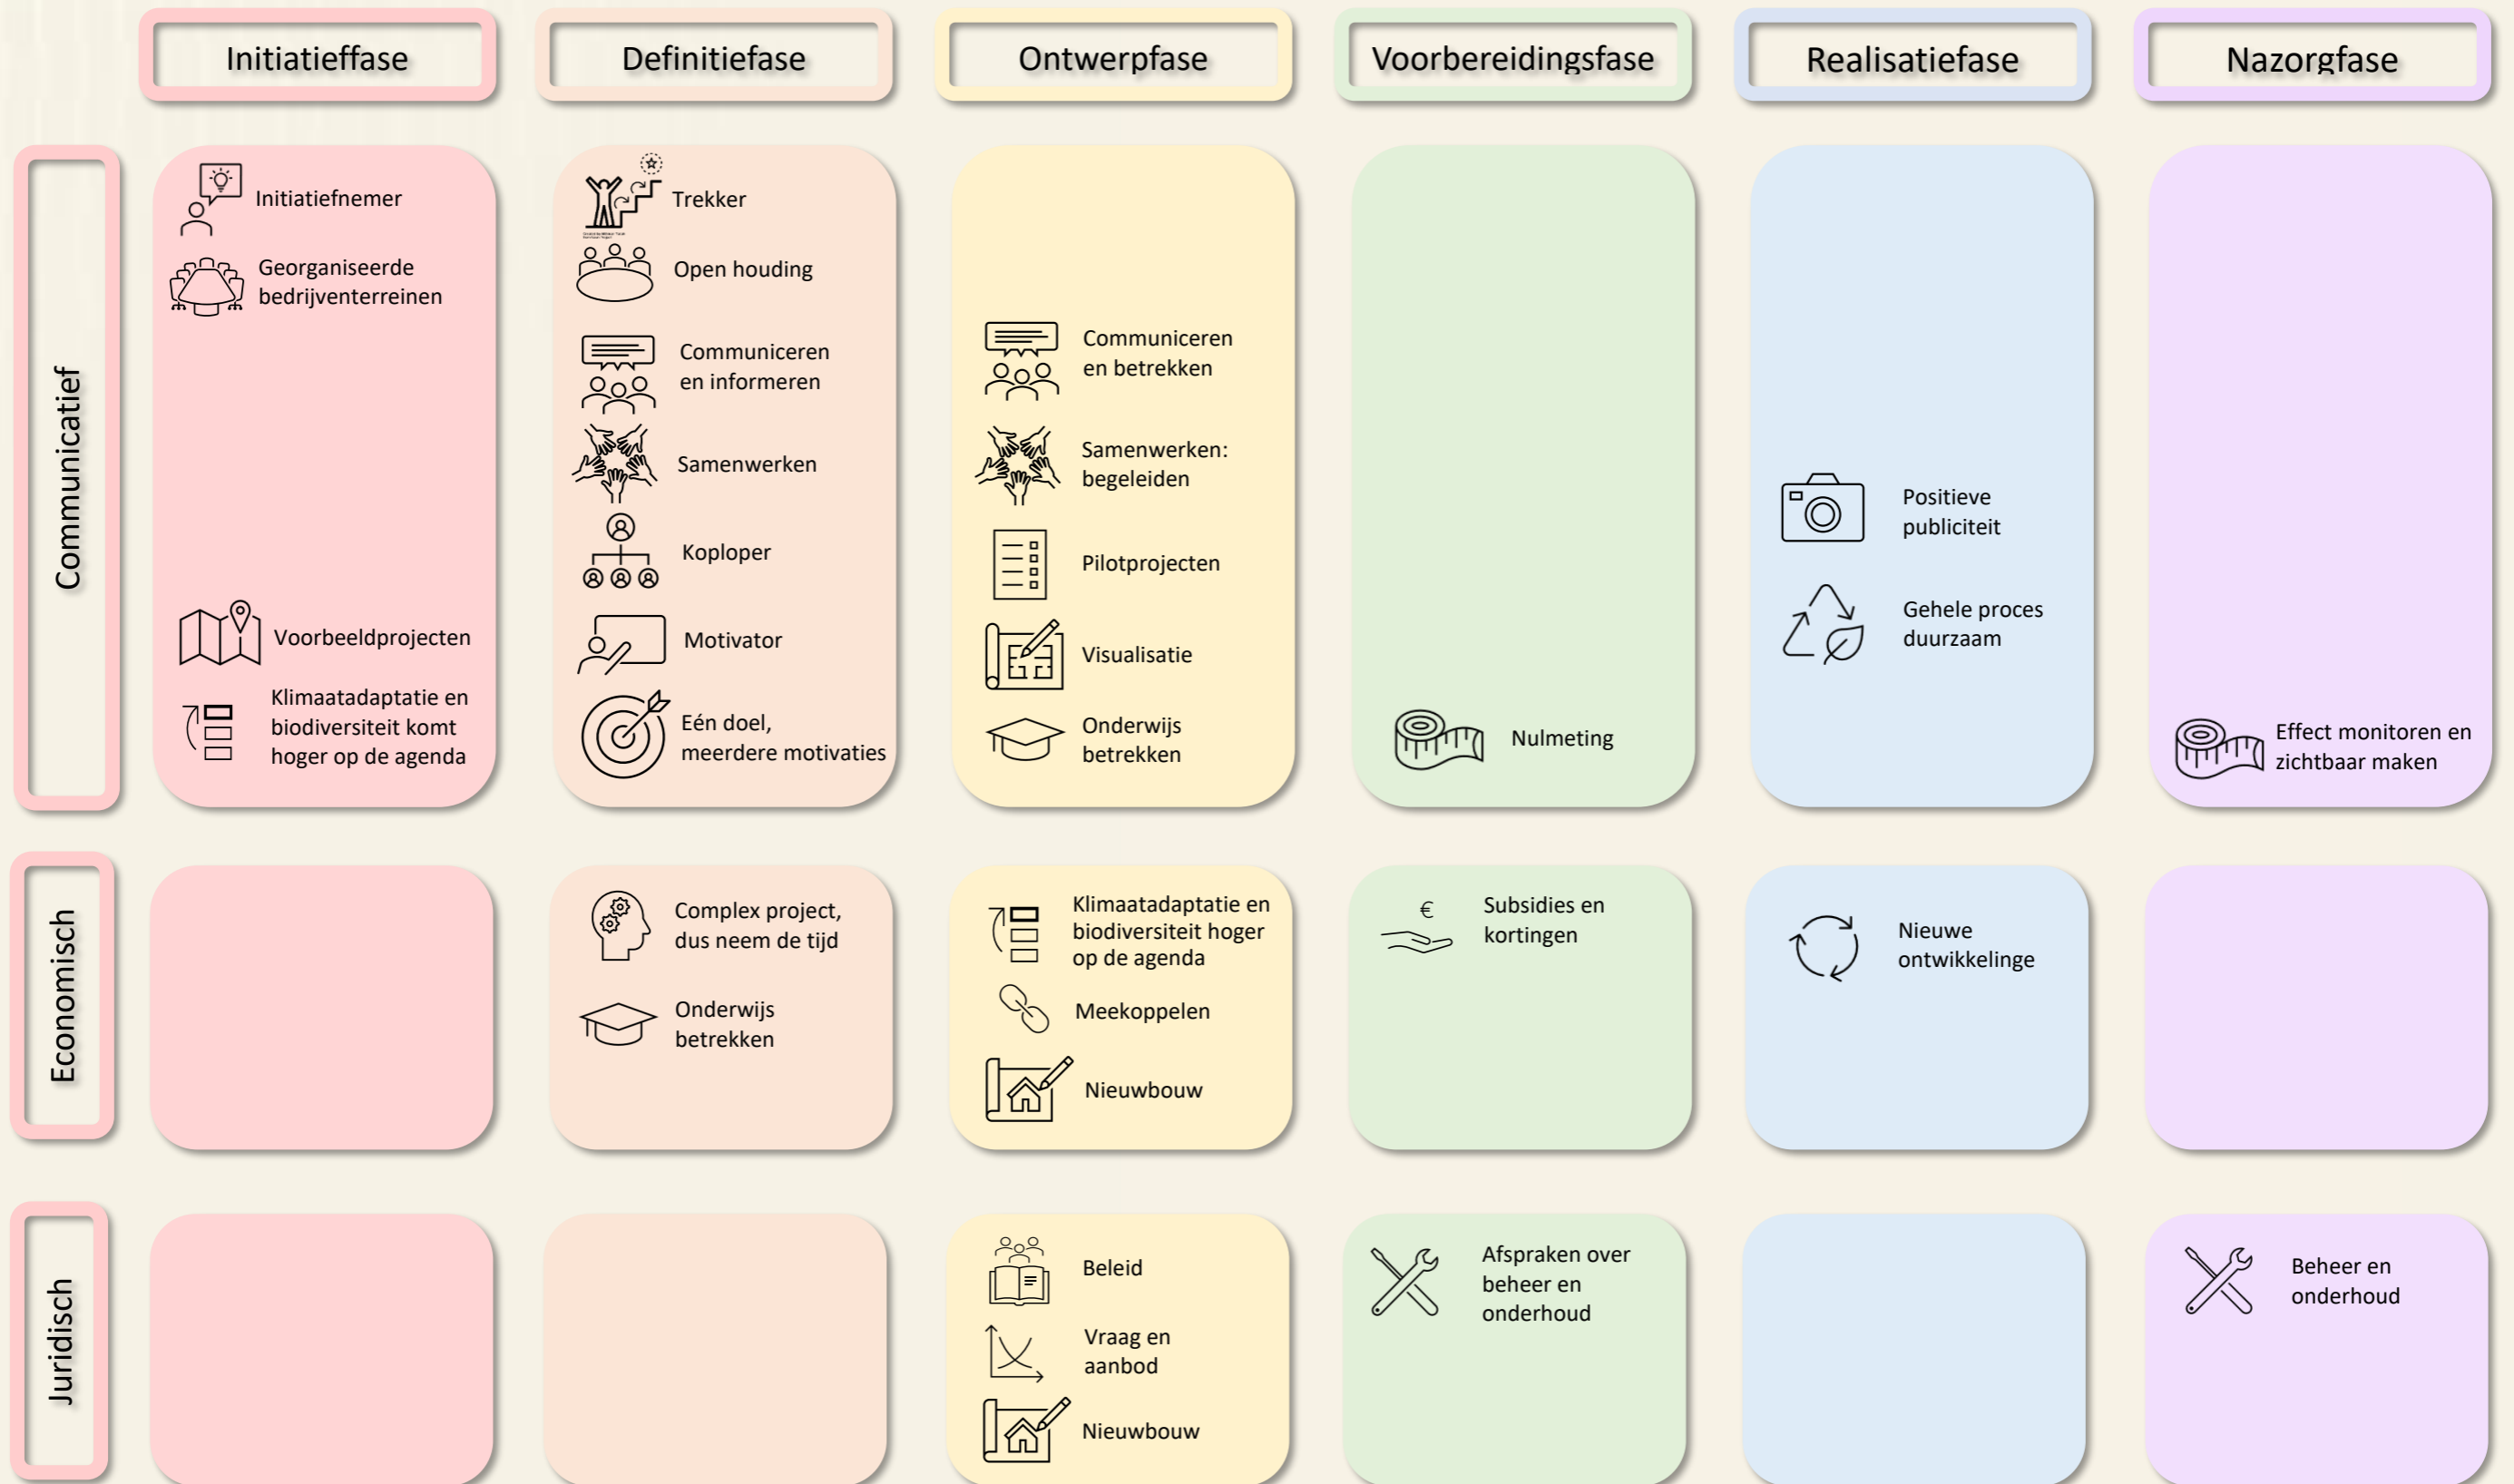 Initiatieffase
Definitiefase
Ontwerpfase
Voorbereidingsfase
Realisatiefase
Nazorgfase
Communicatief
Initiatiefnemer
Georganiseerde
bedrijventerreinen
Voorbeeldprojecten
Klimaatadaptatie en
biodiversiteit komt
hoger op de agenda
Trekker
Open houding
Communiceren
en informeren
Samenwerken
Koploper
Motivator
Eén doel,
meerdere motivaties
Communiceren
en betrekken
Samenwerken:
begeleiden
Pilotprojecten
Visualisatie
Onderwijs
betrekken
Nulmeting
Positieve
publiciteit
Gehele proces
duurzaam
Effect monitoren en
zichtbaar maken
Economisch
Complex project,
dus neem de tijd
Onderwijs
betrekken
Klimaatadaptatie en
biodiversiteit hoger
op de agenda
Meekoppelen
Nieuwbouw
€
Subsidies en
kortingen
Nieuwe
ontwikkelinge
Juridisch
Beleid
Vraag en
aanbod
Nieuwbouw
Afspraken over
beheer en
onderhoud
Beheer en
onderhoud